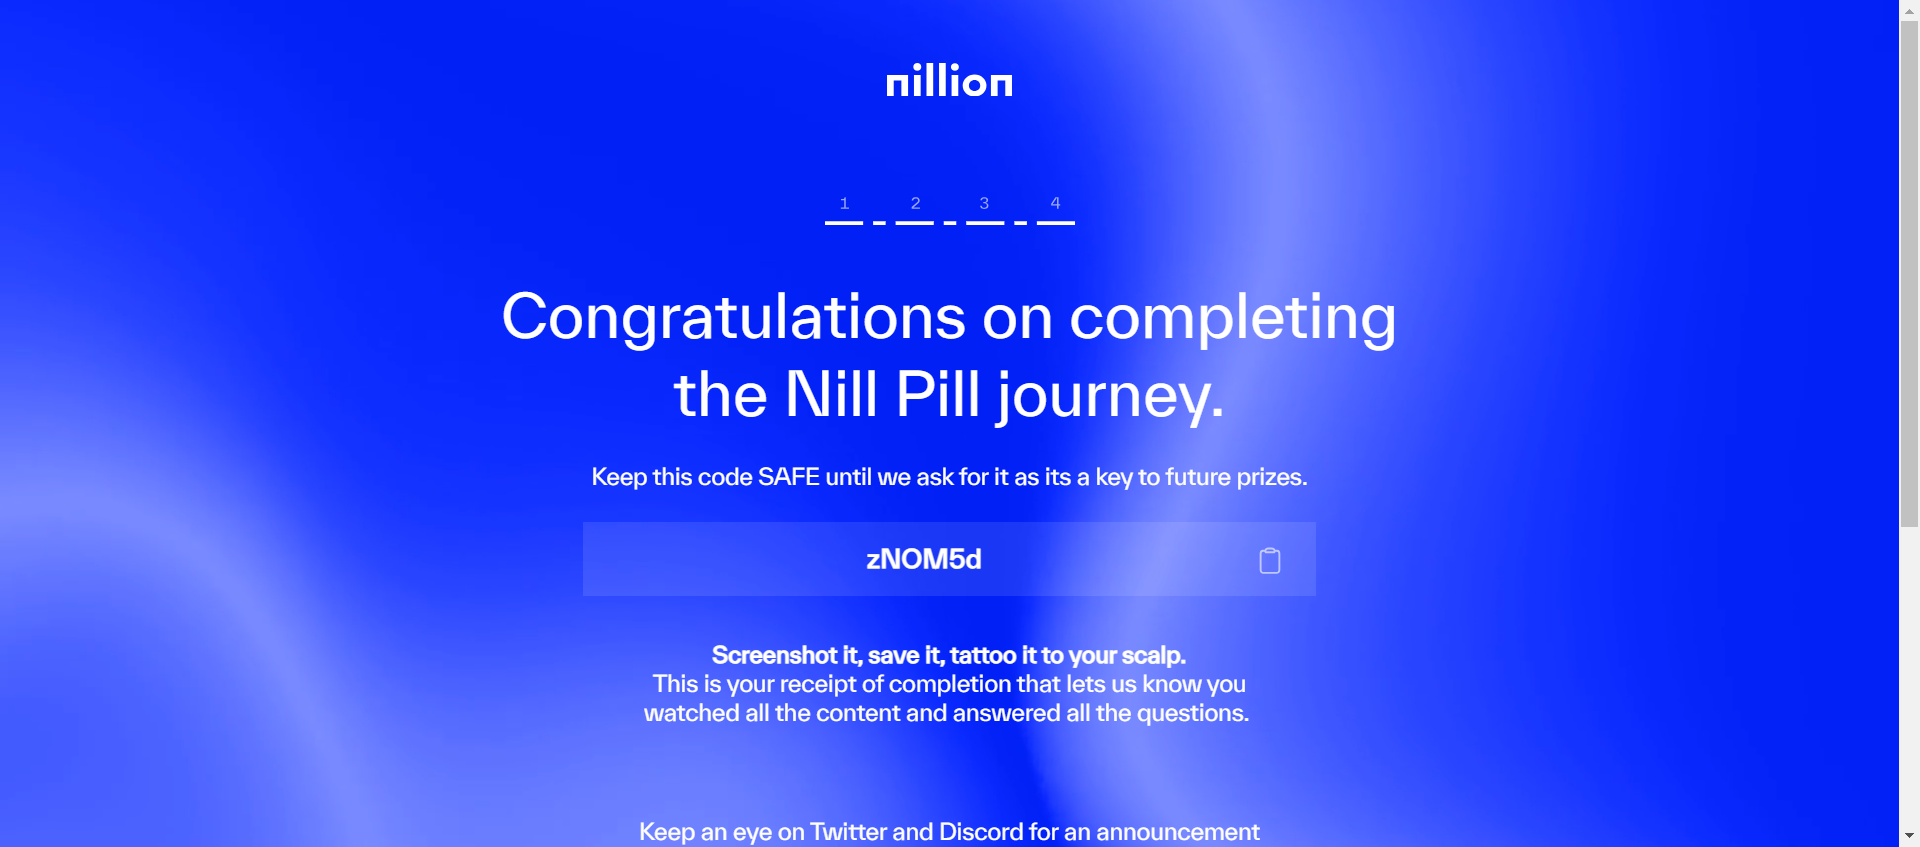 nillion
1 2 3 4
Congratulations on completing
the Nill Pill journey.
Keep this code SAFE until we ask for it as its a key to future prizes.
zNOM5d
Screenshot it, save it, tattoo it to your scalp.
This is your receipt of completion that lets us know you
watched all the content and answered all the questions.
Keep an eye on Twitter and Discord for an announcement